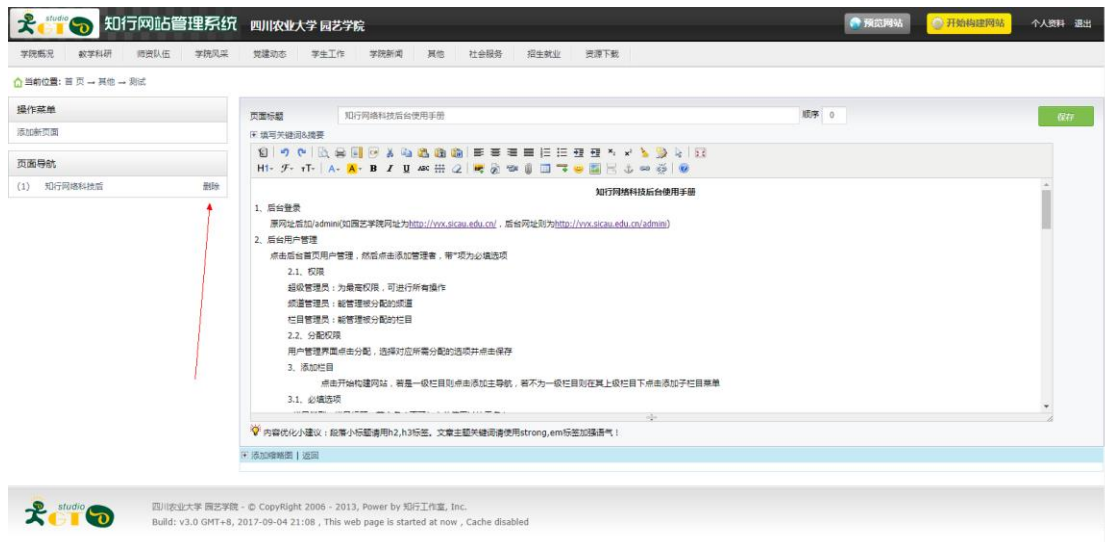 studio
GTO
知行网站管理系统 四川农业大学 园艺学院 预览网站 开始构建网站 个人资料 退出
学院概况 教学科研 师资队伍 学院风采 党建动态 学生工作 学院新闻 其他 社会服务 招生就业 资源下载
当前位置: 首 页 → 其他 → 测试
操作菜单
添加新页面
页面导航
(1) 知行网络科技后 删除
页面标题 知行网络科技后台使用手册 顺序 0 保存
填写关键词&摘要
H1- F- тT- A- A- B I U ABC
知行网络科技后台使用手册
1、后台登录
原网址后加/admini(如园艺学院网址为http://yyx.sicau.edu.cn/，后台网址则为http://yyx.sicau.edu.cn/admini)
2、后台用户管理
点击后台首页用户管理，然后点击添加管理者，带*项为必填选项
2.1、权限
超级管理员：为最高权限，可进行所有操作
频道管理员：能管理被分配的频道
栏目管理员：能管理被分配的栏目
2.2、分配权限
用户管理界面点击分配，选择对应所需分配的选项并点击保存
3、添加栏目
点击开始构建网站，若是一级栏目则点击添加主导航，若不为一级栏目则在其上级栏目下点击添加子栏目菜单
3.1、必填选项
内容优化小建议：段落小标题请用h2,h3标签。文章主题关键词请使用strong,em标签加强语气！
添加缩略图 | 返回
studio
GTO
四川农业大学 园艺学院 - © CopyRight 2006 - 2013, Power by 知行工作室, Inc.
Build: v3.0 GMT+8, 2017-09-04 21:08 , This web page is started at now , Cache disabled